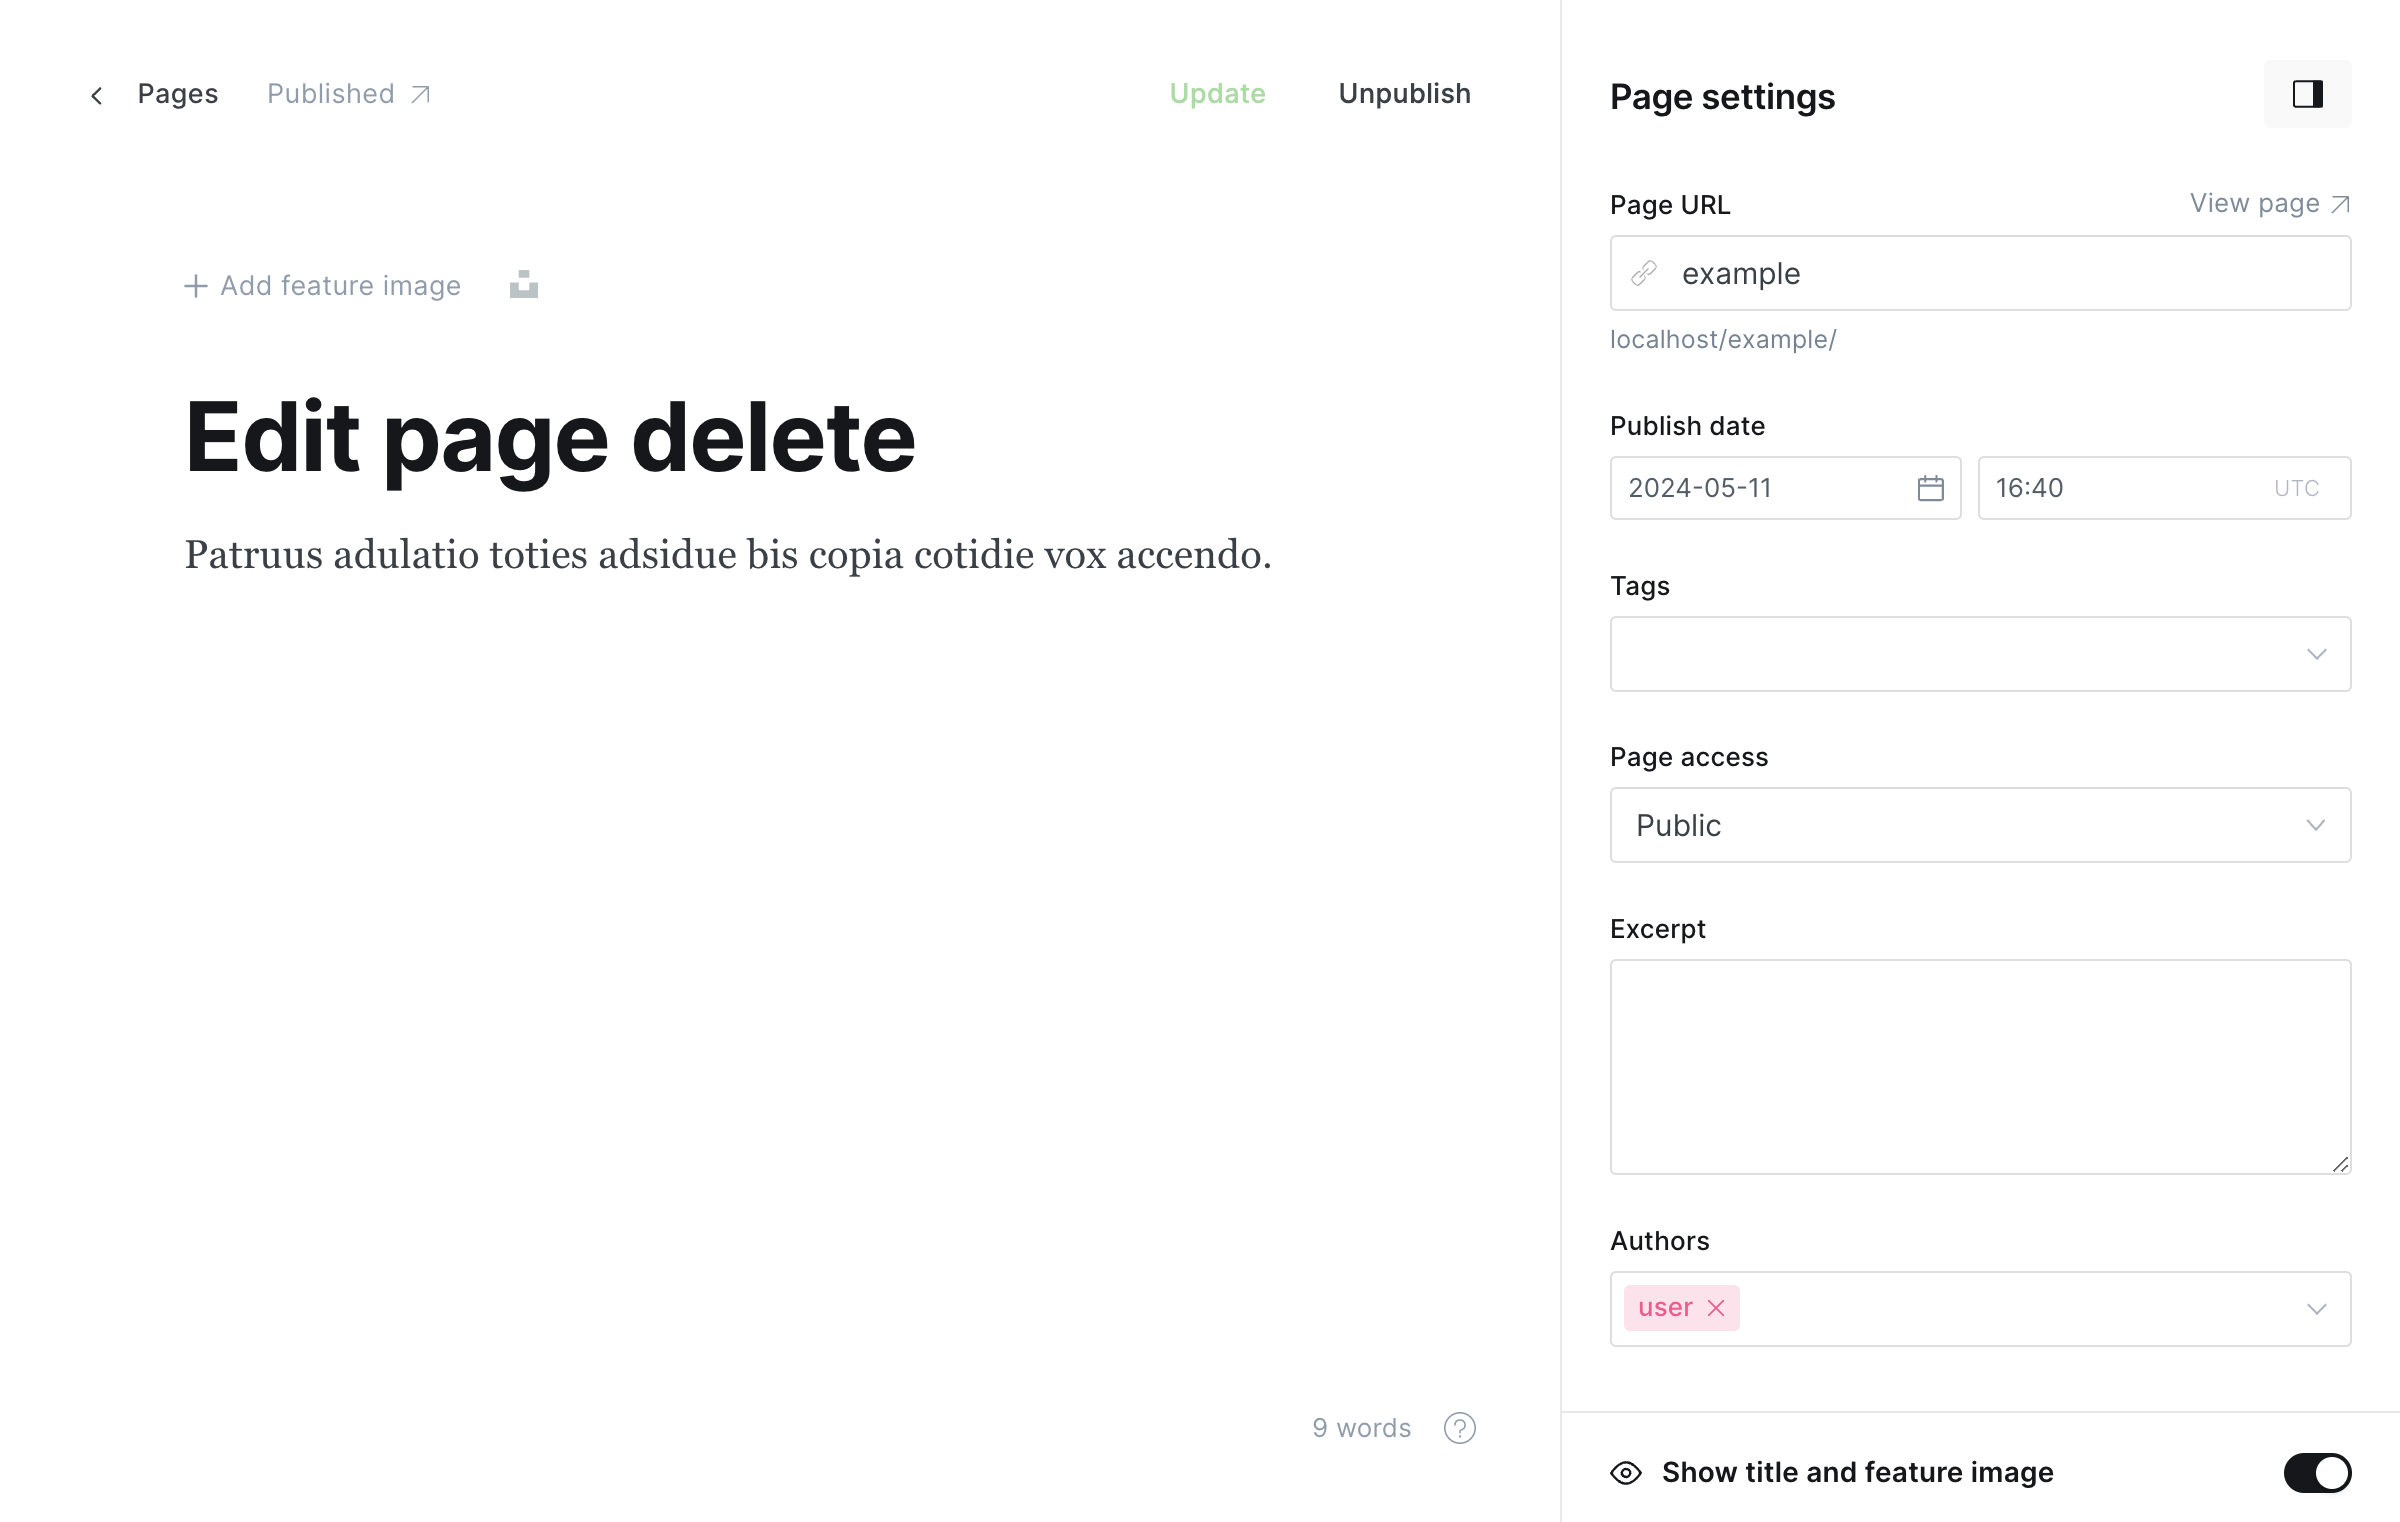 Pages Published
Update Unpublish
Add feature image
Edit page delete
Patruus adulatio toties adsidue bis copia cotidie vox accendo.
9 words ?
Page settings
Page URL View page
example
localhost/example/
Publish date
2024-05-11 16:40 UTC
Tags
Page access
Public
Excerpt
Authors
user
Show title and feature image